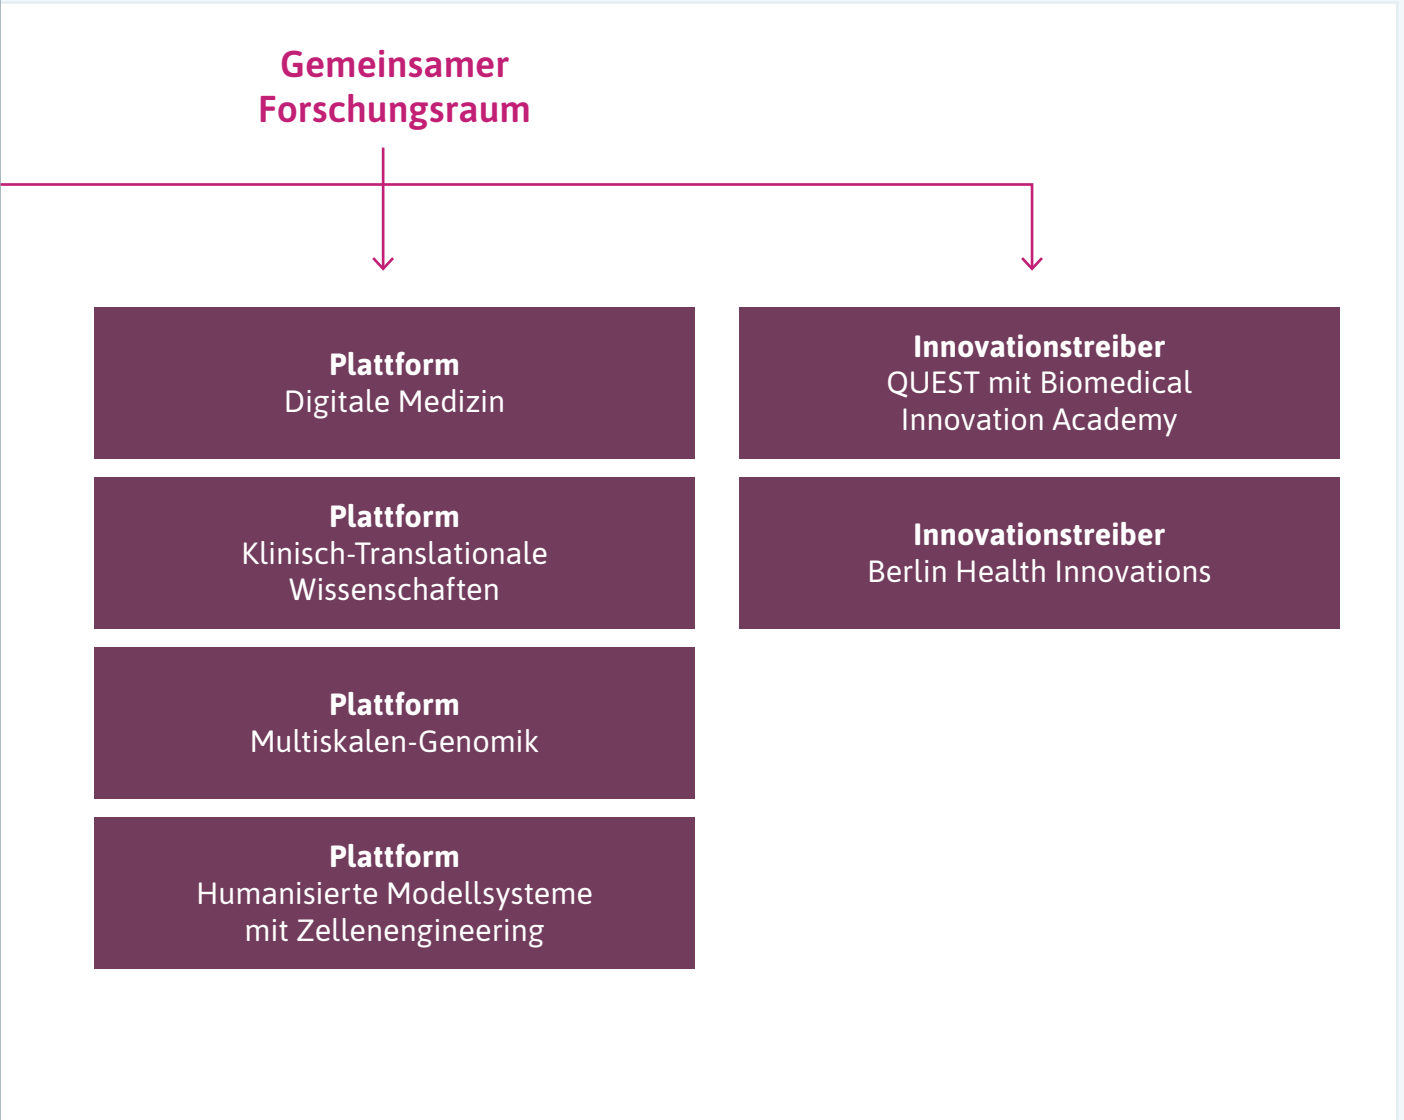 Gemeinsamer
Forschungsraum
Plattform
Digitale Medizin
Plattform
Klinisch-Translationale
Wissenschaften
Plattform
Multiskalen-Genomik
Plattform
Humanisierte Modellsysteme
mit Zellenengineering
Innovationstreiber
QUEST mit Biomedical
Innovation Academy
Innovationstreiber
Berlin Health Innovations